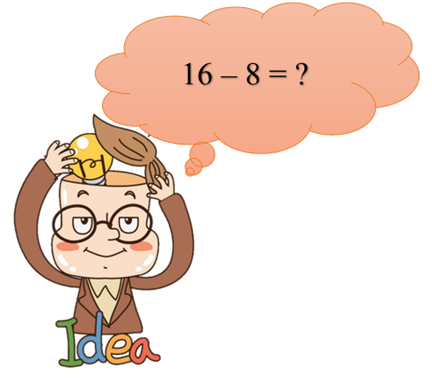 16 – 8 = ?
Idea